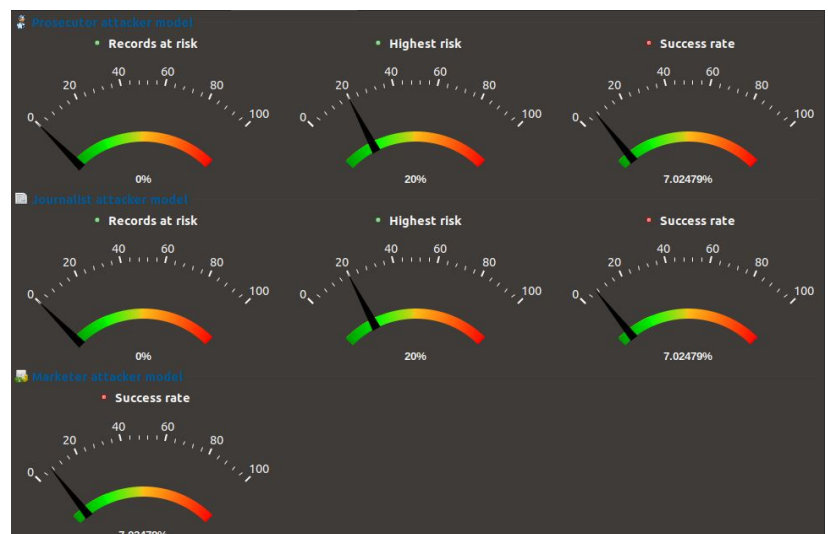 Prosecutor attacker model
Records at risk
Highest risk
Success rate
0 20 40 60 80 100
0 20 40 60 80 100
0 20 40 60 80 100
0%
20%
7.02479%
Journalist attacker model
Records at risk
Highest risk
Success rate
0 20 40 60 80 100
0 20 40 60 80 100
0 20 40 60 80 100
0%
20%
7.02479%
Marketer attacker model
Success rate
0 20 40 60 80 100
7.02479%